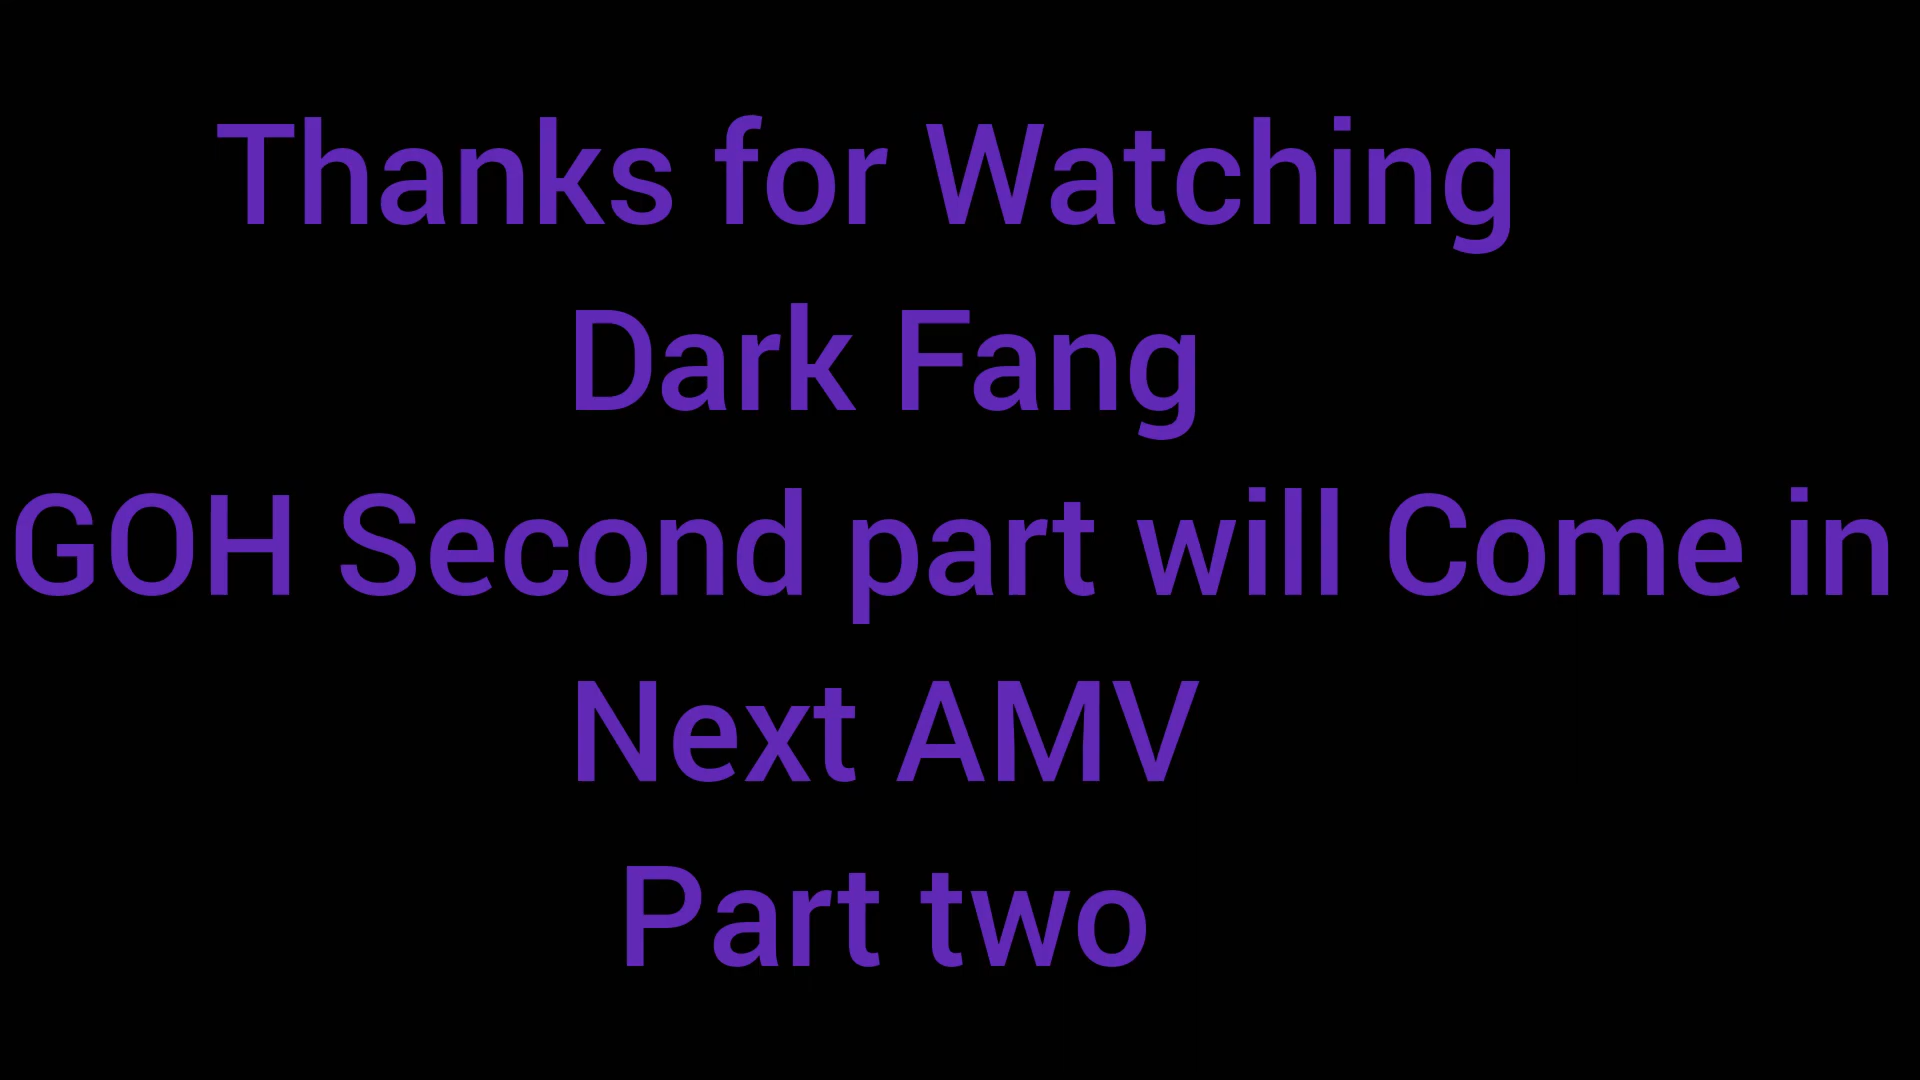 Thanks for Watching
Dark Fang
GOH Second part will Come in
Next AMV
Part two